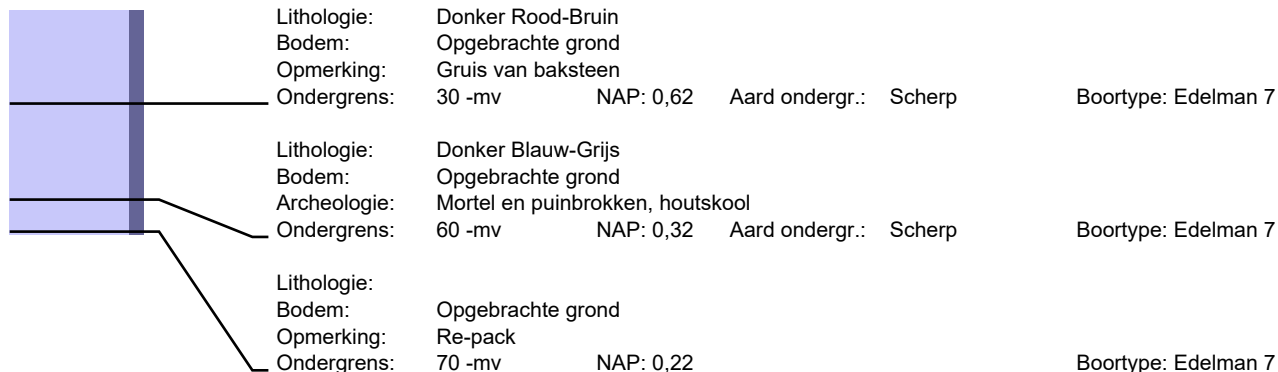 Lithologie: Donker Rood-Bruin
Bodem: Opgebrachte grond
Opmerking: Gruis van baksteen
Ondergrens: 30 -mv NAP: 0,62 Aard ondergr.: Scherp Boortype: Edelman 7
Lithologie: Donker Blauw-Grijs
Bodem: Opgebrachte grond
Archeologie: Mortel en puinbrokken, houtskool
Ondergrens: 60 -mv NAP: 0,32 Aard ondergr.: Scherp Boortype: Edelman 7
Lithologie:
Bodem: Opgebrachte grond
Opmerking: Re-pack
Ondergrens: 70 -mv NAP: 0,22 Boortype: Edelman 7